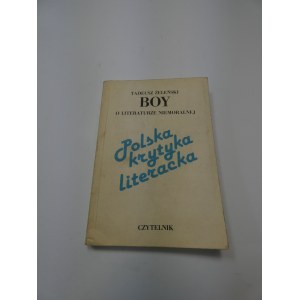 TADEUSZ ŻELEŃSKI
BOY
O LITERATURZE NIEMORALNEJ
Polska
krytyka
literacka
CZYTELNIK